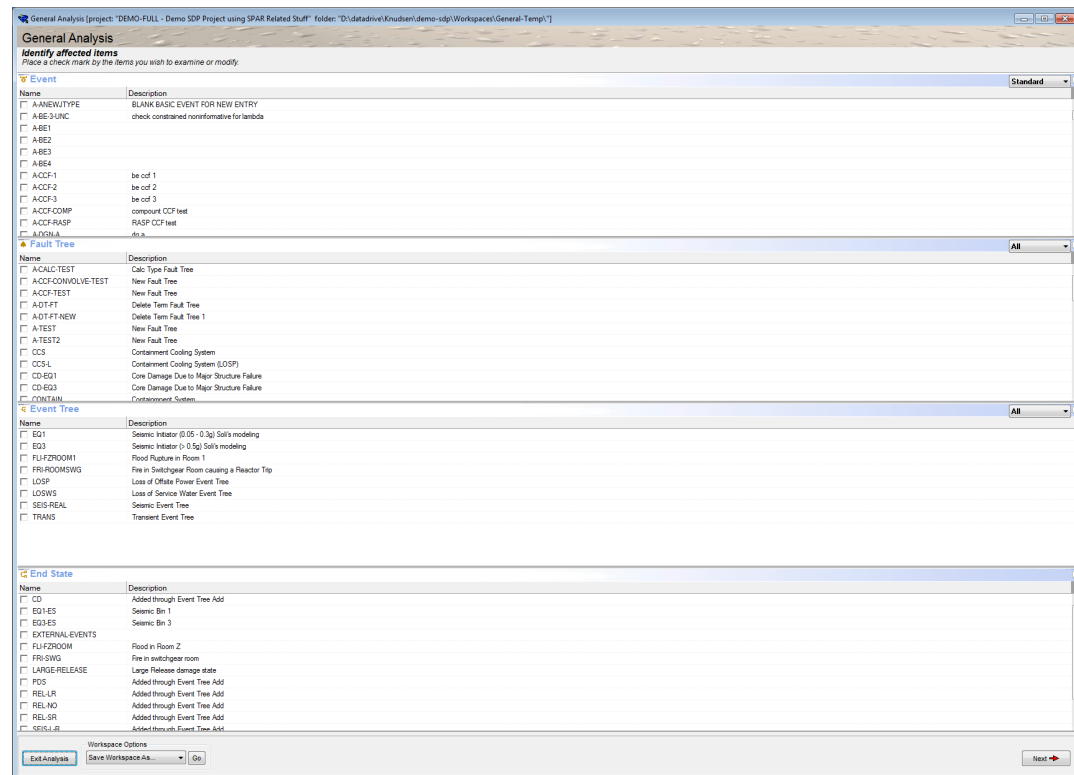 General Analysis [project: "DEMO-FULL - Demo SDP Project using SPAR Related Stuff" folder: "D:\datadrive\Knudsen\demo-sdp\Workspaces\General-Temp\"]
General Analysis
Identify affected items
Place a check mark by the items you wish to examine or modify.
Event Standard
Name Description
A-ANEWJTYPE BLANK BASIC EVENT FOR NEW ENTRY
A-BE-3-UNC check constrained noninformative for lambda
A-BE1
A-BE2
A-BE3
A-BE4
A-CCF-1 be ccf 1
A-CCF-2 be ccf 2
A-CCF-3 be ccf 3
A-CCF-COMP compount CCF test
A-CCF-RASP RASP CCF test
A-DGN-A dg a
Fault Tree All
Name Description
A-CALC-TEST Calc Type Fault Tree
A-CCF-CONVOLVE-TEST New Fault Tree
A-CCF-TEST New Fault Tree
A-DT-FT Delete Term Fault Tree
A-DT-FT-NEW Delete Term Fault Tree 1
A-TEST New Fault Tree
A-TEST2 New Fault Tree
CCS Containment Cooling System
CCS-L Containment Cooling System (LOSP)
CD-EQ1 Core Damage Due to Major Structure Failure
CD-EQ3 Core Damage Due to Major Structure Failure
CONTAIN Containment System
Event Tree All
Name Description
EQ1 Seismic Initiator (0.05 - 0.3g) Soli's modeling
EQ3 Seismic Initiator (> 0.5g) Soli's modeling
FLI-FZROOM1 Flood Rupture in Room 1
FRI-ROOMSWG Fire in Switchgear Room causing a Reactor Trip
LOSP Loss of Offsite Power Event Tree
LOSWS Loss of Service Water Event Tree
SEIS-REAL Seismic Event Tree
TRANS Transient Event Tree
End State
Name Description
CD Added through Event Tree Add
EQ1-ES Seismic Bin 1
EQ3-ES Seismic Bin 3
EXTERNAL-EVENTS
FLI-FZROOM Flood in Room Z
FRI-SWG Fire in switchgear room
LARGE-RELEASE Large Release damage state
PDS Added through Event Tree Add
REL-LR Added through Event Tree Add
REL-NO Added through Event Tree Add
REL-SR Added through Event Tree Add
SEIS-L-R Added through Event Tree Add
Workspace Options
Exit Analysis Save Workspace As... Go Next